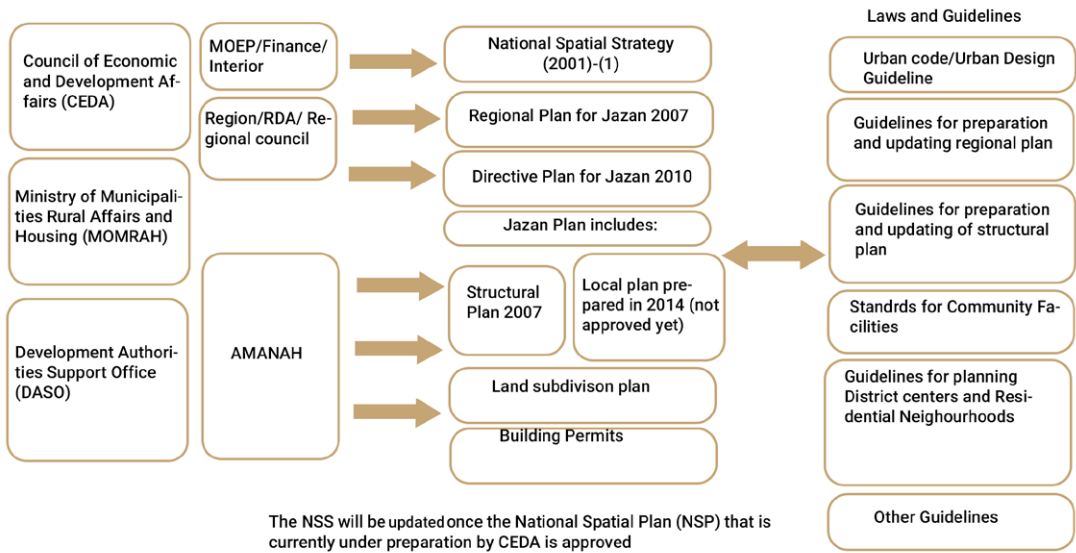 Council of Economic
and Development Af-
fairs (CEDA)
Ministry of Municipali-
ties Rural Affairs and
Housing (MOMRAH)
Development Authori-
ties Support Office
(DASO)
MOEP/Finance/
Interior
Region/RDA/ Re-
gional council
AMANAH
National Spatial Strategy
(2001)-(1)
Regional Plan for Jazan 2007
Directive Plan for Jazan 2010
Jazan Plan includes:
Structural
Plan 2007
Local plan pre-
pared in 2014 (not
approved yet)
Land subdivison plan
Building Permits
Laws and Guidelines
Urban code/Urban Design
Guideline
Guidelines for preparation
and updating regional plan
Guidelines for preparation
and updating of structural
plan
Standrds for Community Fa-
cilities
Guidelines for planning
District centers and Resi-
dential Neighourhoods
Other Guidelines
The NSS will be updated once the National Spatial Plan (NSP) that is
currently under preparation by CEDA is approved